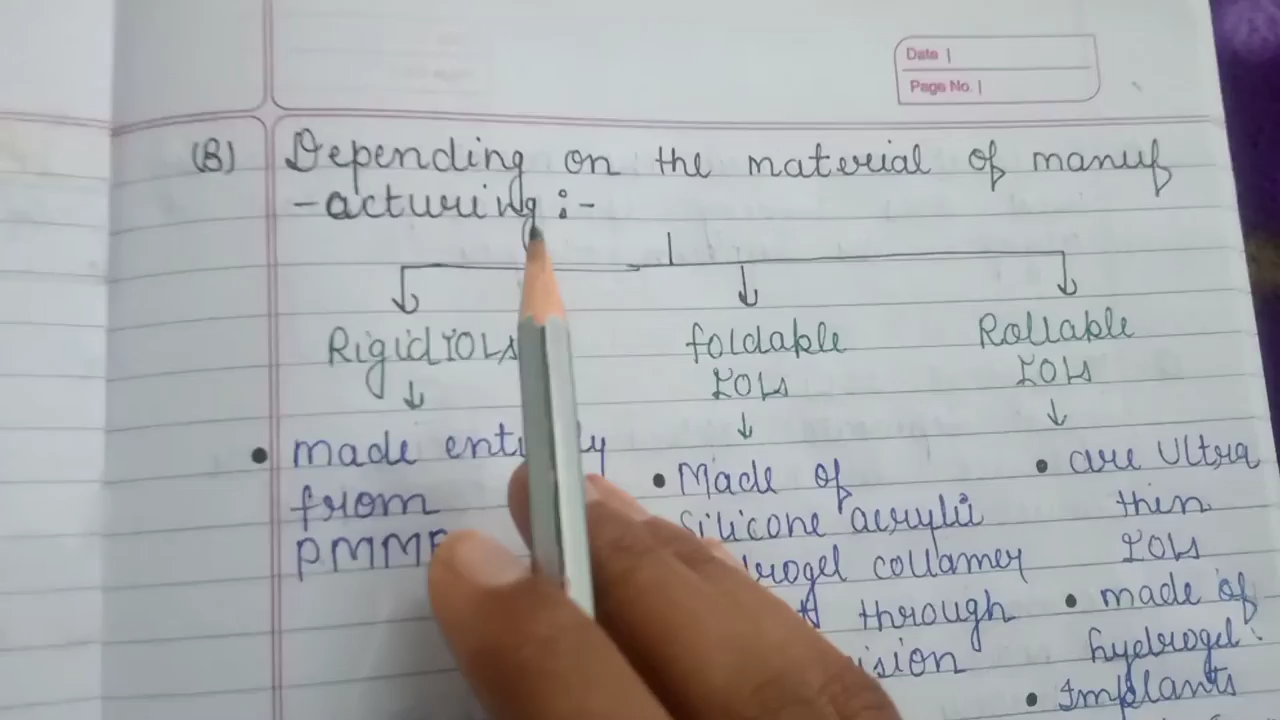 Date
Page No.
(B) Depending on the material of manuf
-acturing :-
Rigid IOLs
foldable
IOLs
Rollable
IOLs
• made
from
• Made of
silicone acrylic
collamer
through
• are Ultra
thin
IOLs
• made of
hydrogel.
• Implants